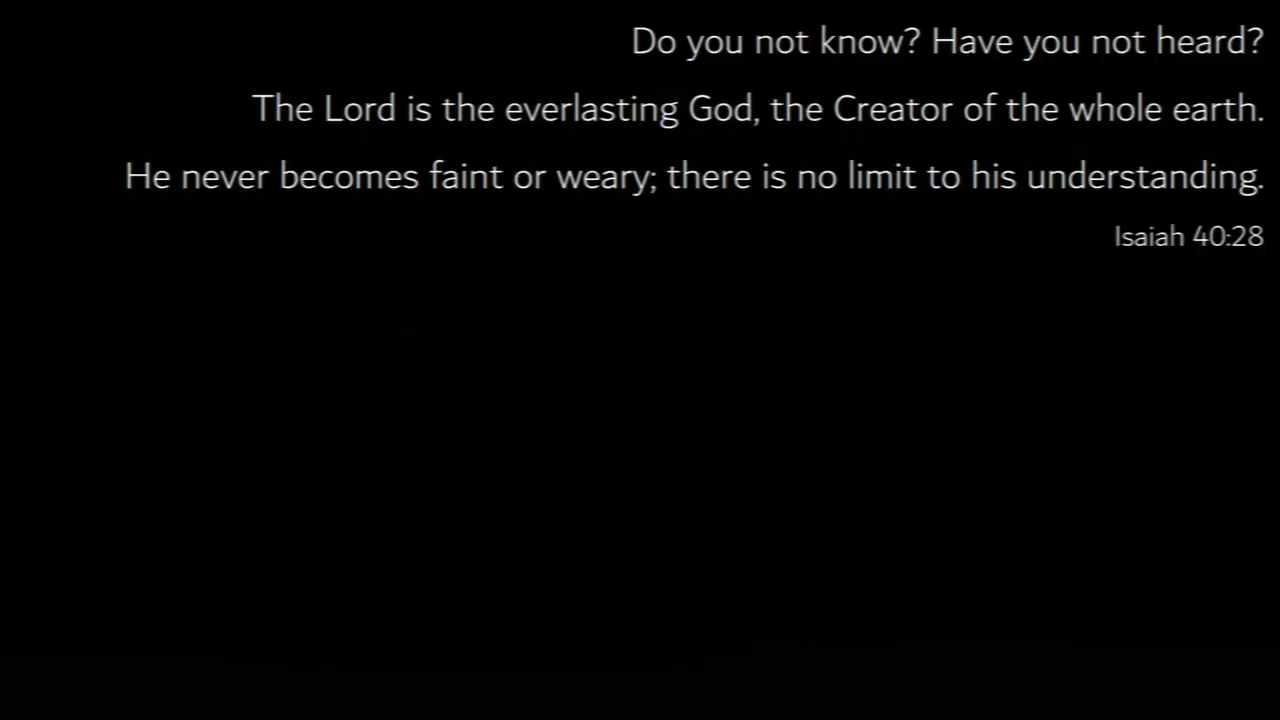 Do you not know? Have you not heard?
The Lord is the everlasting God, the Creator of the whole earth.
He never becomes faint or weary; there is no limit to his understanding.
Isaiah 40:28